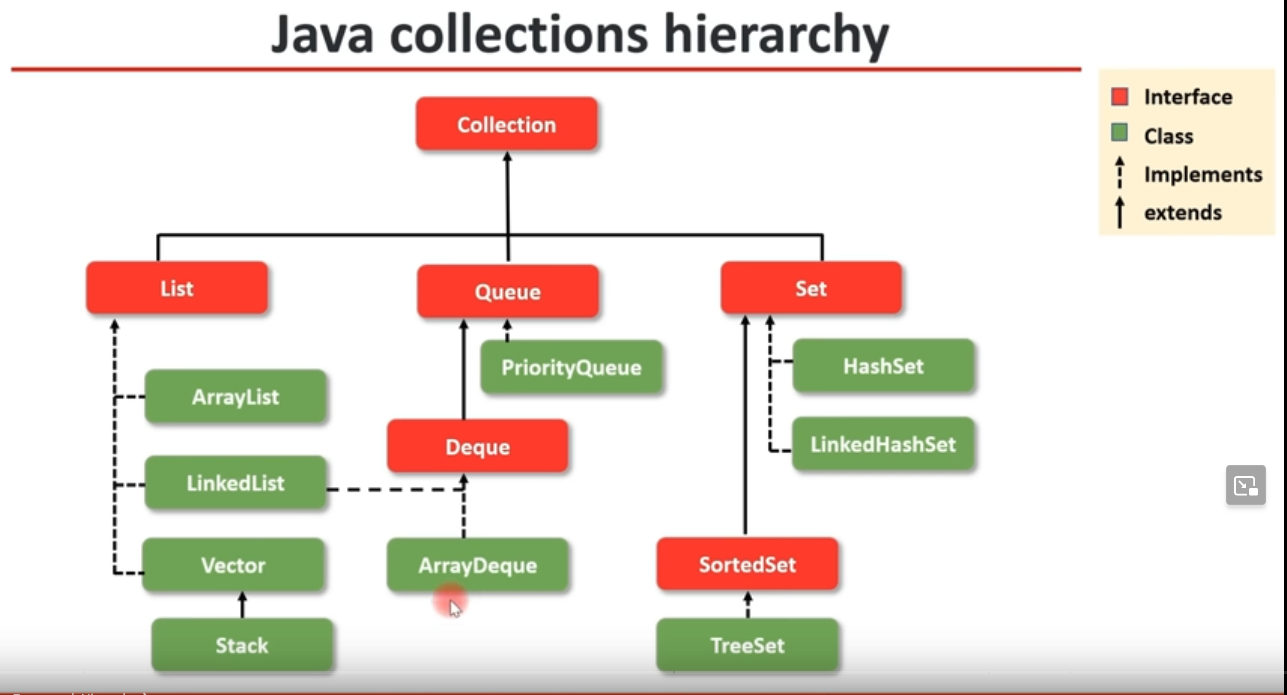 Java collections hierarchy
Interface
Class
Implements
extends
Collection
List
Queue
Set
PriorityQueue
HashSet
ArrayList
Deque
LinkedHashSet
LinkedList
Vector
ArrayDeque
SortedSet
Stack
TreeSet